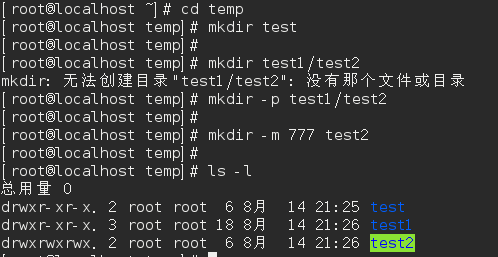 [root@localhost /]# cd temp
[root@localhost temp]# mkdir test
[root@localhost temp]#
[root@localhost temp]# mkdir test1/test2
mkdir: 无法创建目录"test1/test2": 没有那个文件或目录
[root@localhost temp]# mkdir -p test1/test2
[root@localhost temp]#
[root@localhost temp]# mkdir -m 777 test2
[root@localhost temp]#
[root@localhost temp]# ls -l
总用量 0
drwxr-xr-x. 2 root root  6 8月  14 21:25 test
drwxr-xr-x. 3 root root 18 8月  14 21:26 test1
drwxrwxrwx. 2 root root  6 8月  14 21:26 test2
[root@localhost temp]#